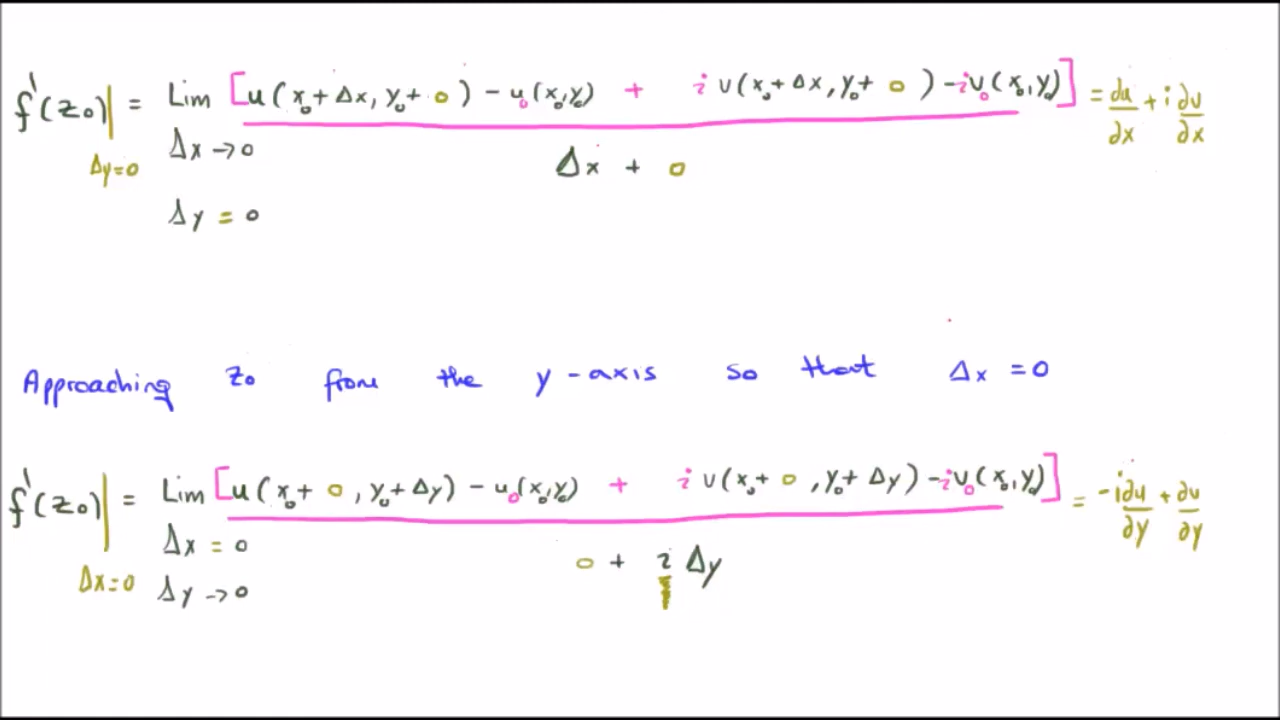 f'(z₀)| Δy=0 = Lim [u(x₀+Δx, y₀+0) - u₀(x₀,y₀) + i v(x₀+Δx, y₀+0) - i v₀(x₀,y₀)] = du/∂x + i ∂v/∂x
Δx → 0
Δx + 0
Δy = 0
Approaching z₀ from the y-axis so that Δx = 0
f'(z₀)| Δx=0 = Lim [u(x₀+0, y₀+Δy) - u₀(x₀,y₀) + i v(x₀+0, y₀+Δy) - i v₀(x₀,y₀)] = -i∂u/∂y + ∂v/∂y
Δx = 0
0 + i Δy
Δy → 0